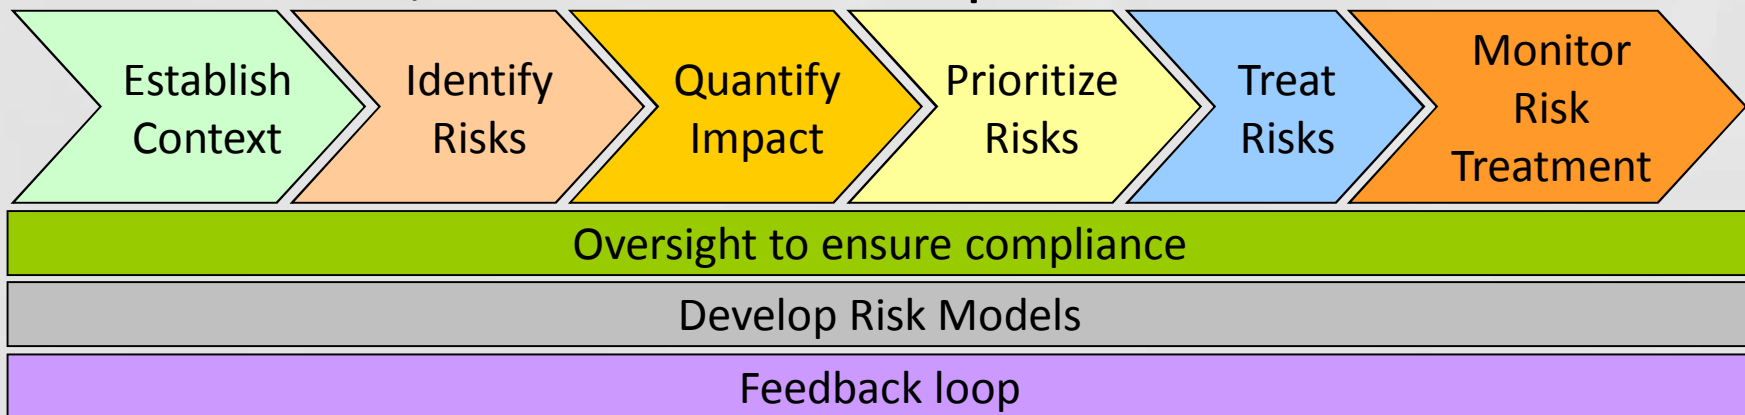 Establish
Context
Identify
Risks
Quantify
Impact
Prioritize
Risks
Treat
Risks
Monitor
Risk
Treatment
Oversight to ensure compliance
Develop Risk Models
Feedback loop